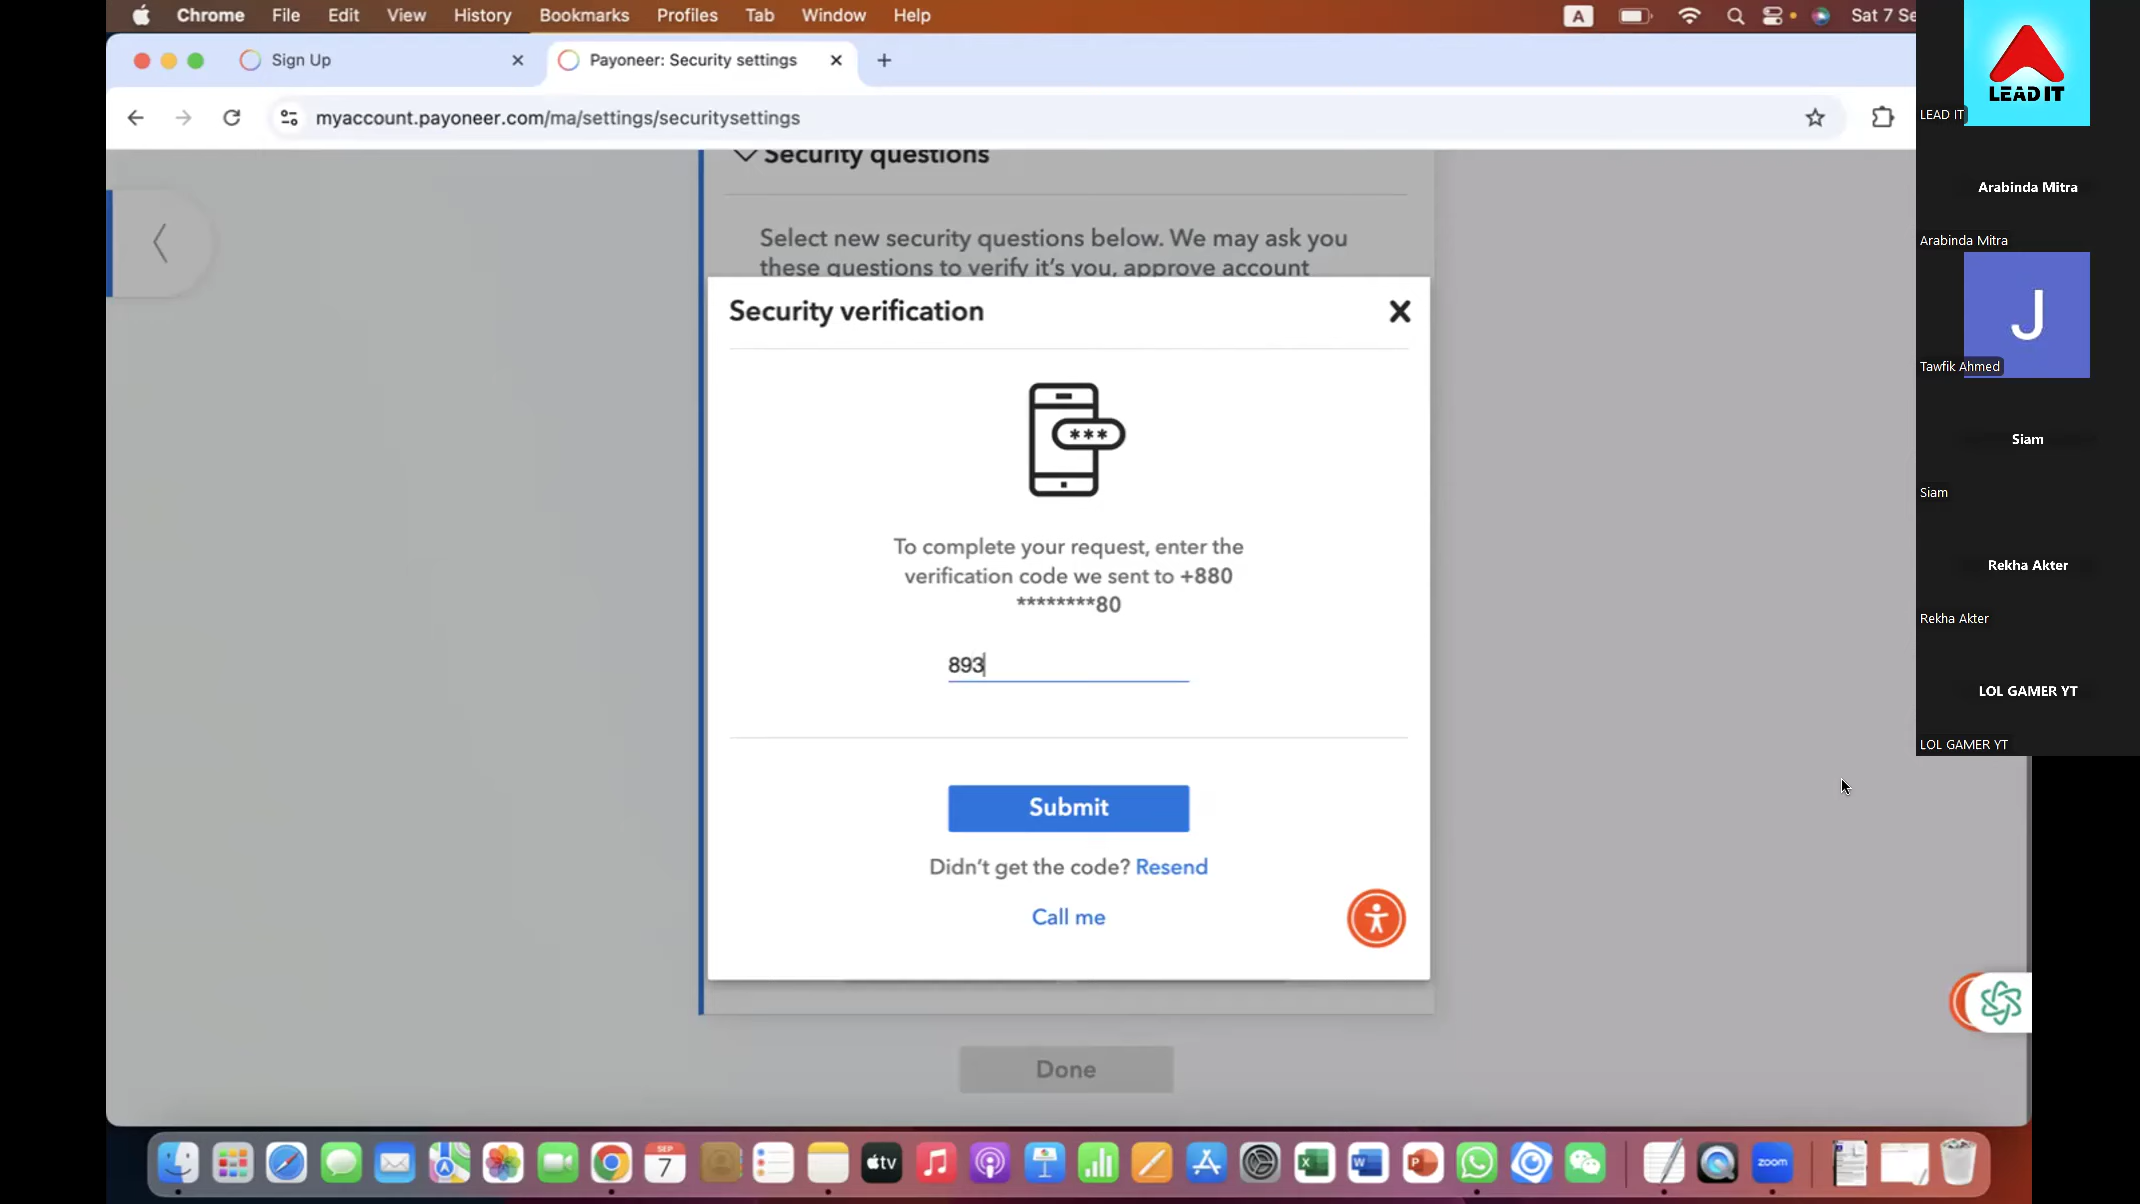 Chrome File Edit View History Bookmarks Profiles Tab Window Help
A
Sat 7 Se
Sign Up
Payoneer: Security settings
myaccount.payoneer.com/ma/settings/securitysettings
Security questions
Select new security questions below. We may ask you
these questions to verify it's you, approve account
Security verification
***
To complete your request, enter the
verification code we sent to +880
********80
893
Submit
Didn't get the code? Resend
Call me
Done
LEAD IT
LEAD IT
Arabinda Mitra
Arabinda Mitra
J
Tawfik Ahmed
Siam
Siam
Rekha Akter
Rekha Akter
LOL GAMER YT
LOL GAMER YT
SEP
7
tv
X
W
P
zoom